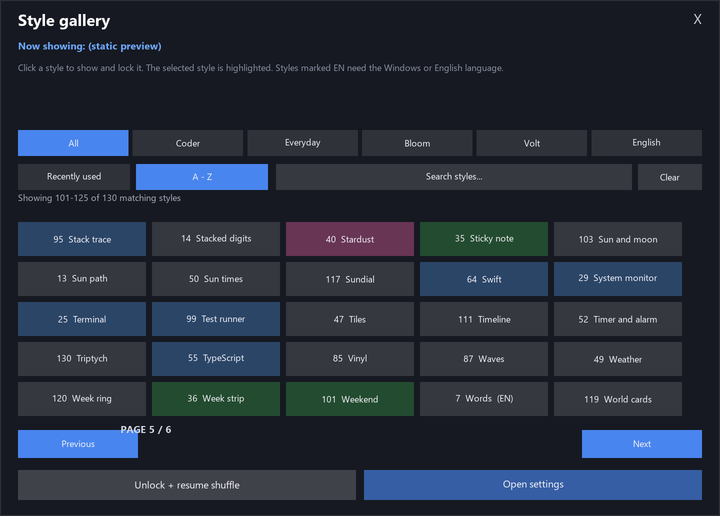 Style gallery
X
Now showing: (static preview)
Click a style to show and lock it. The selected style is highlighted. Styles marked EN need the Windows or English language.
All Coder Everyday Bloom Volt English
Recently used A - Z Search styles... Clear
Showing 101-125 of 130 matching styles
95 Stack trace 14 Stacked digits 40 Stardust 35 Sticky note 103 Sun and moon
13 Sun path 50 Sun times 117 Sundial 64 Swift 29 System monitor
25 Terminal 99 Test runner 47 Tiles 111 Timeline 52 Timer and alarm
130 Triptych 55 TypeScript 85 Vinyl 87 Waves 49 Weather
120 Week ring 36 Week strip 101 Weekend 7 Words (EN) 119 World cards
PAGE 5 / 6
Previous Next
Unlock + resume shuffle Open settings